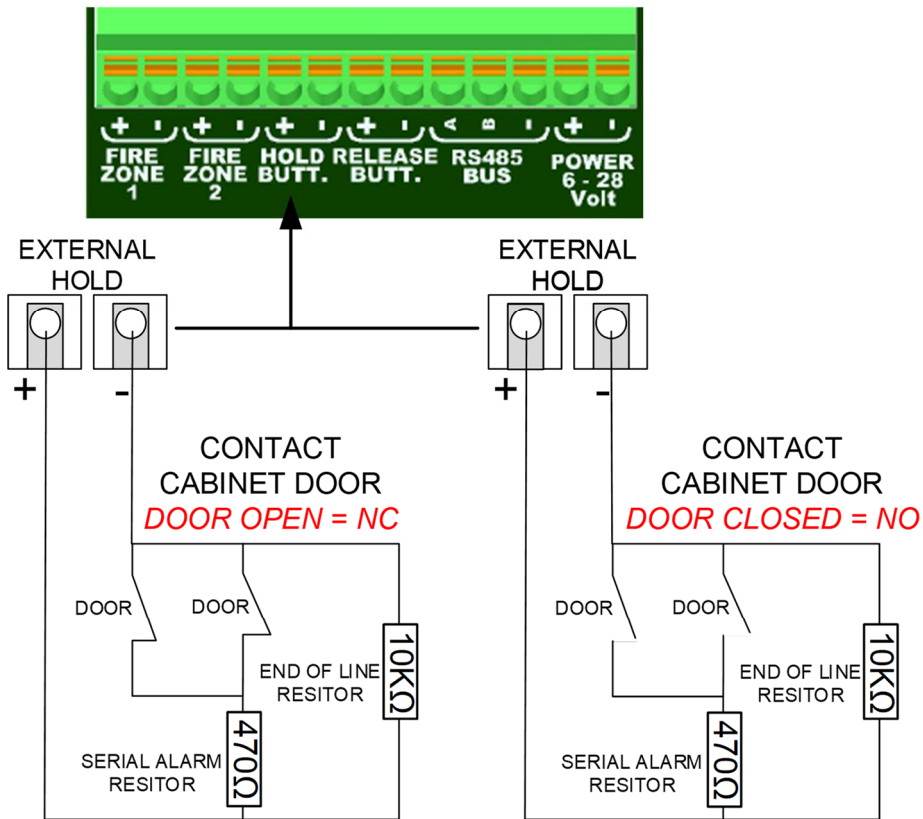 + - + - + - + - A B - + -
FIRE ZONE 1
FIRE ZONE 2
HOLD BUTT.
RELEASE BUTT.
RS485 BUS
POWER 6 - 28 Volt
EXTERNAL
HOLD
+ -
CONTACT
CABINET DOOR
DOOR OPEN = NC
DOOR
DOOR
END OF LINE
RESITOR
10KΩ
SERIAL ALARM
RESITOR
470Ω
EXTERNAL
HOLD
+ -
CONTACT
CABINET DOOR
DOOR CLOSED = NO
DOOR
DOOR
END OF LINE
RESITOR
10KΩ
SERIAL ALARM
RESITOR
470Ω